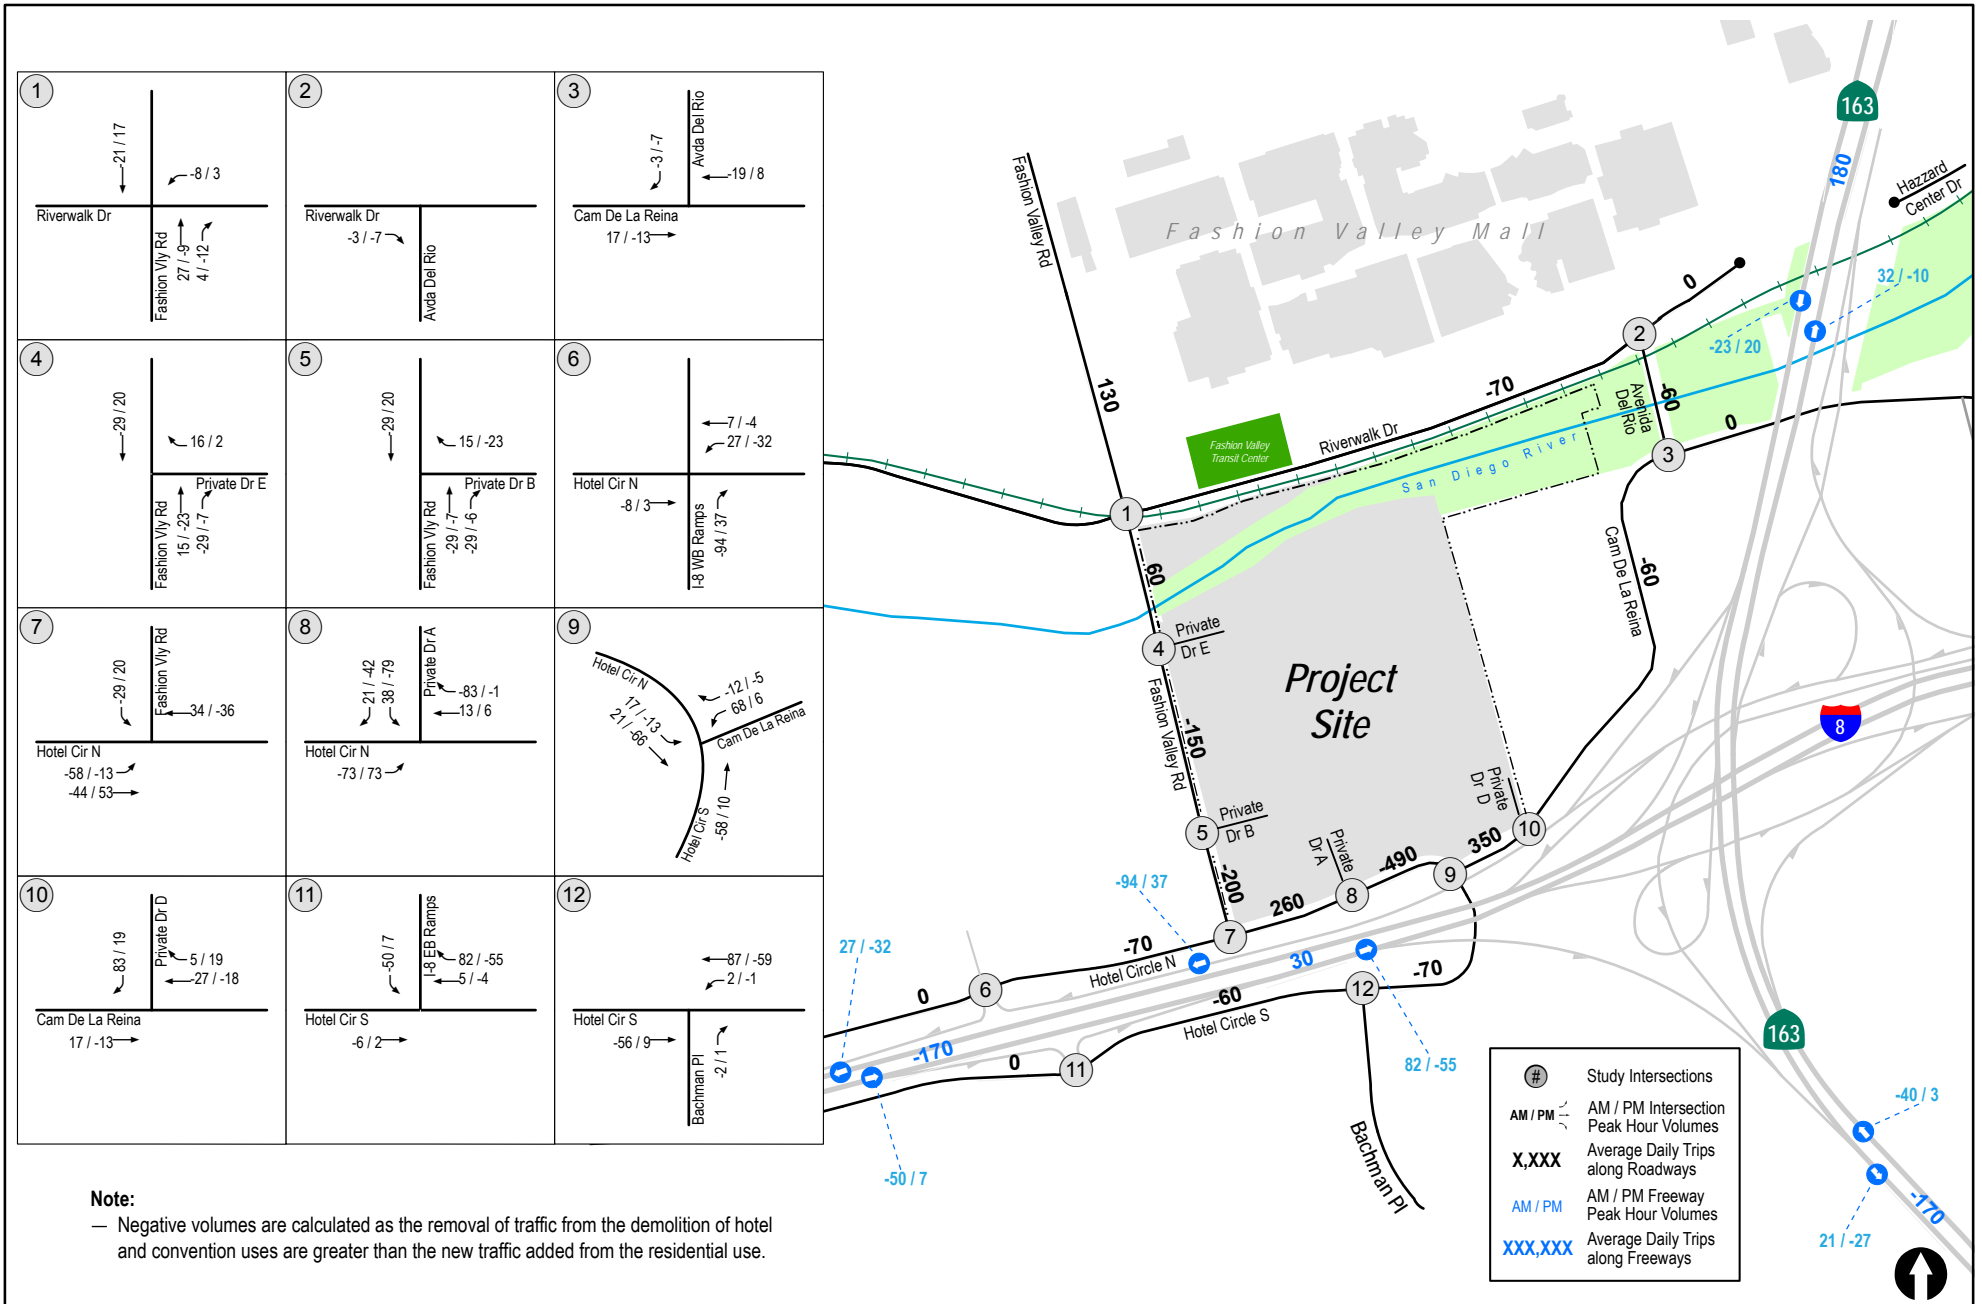 1
-21 / 17
-8 / 3
Riverwalk Dr
Fashion Vly Rd
27 / -9
4 / -12
2
Riverwalk Dr
-3 / -7
Avda Del Rio
3
-3 / -7
Avda Del Rio
-19 / 8
Cam De La Reina
17 / -13
4
-29 / 20
16 / 2
Private Dr E
Fashion Vly Rd
15 / -23
-29 / -7
5
-29 / 20
15 / -23
Private Dr B
Fashion Vly Rd
-29 / -7
-29 / -6
6
7 / -4
27 / -32
Hotel Cir N
-8 / 3
I-8 WB Ramps
-94 / 37
7
-29 / 20
Fashion Vly Rd
34 / -36
Hotel Cir N
-58 / -13
-44 / 53
8
21 / -42
38 / -79
Private Dr A
-83 / -1
13 / 6
Hotel Cir N
-73 / 73
9
Hotel Cir N
17 / -13
21 / -66
-12 / -5
68 / 6
Cam De La Reina
Hotel Cir S
-58 / 10
10
83 / 19
Private Dr D
5 / 19
-27 / -18
Cam De La Reina
17 / -13
11
-50 / 7
I-8 EB Ramps
82 / -55
5 / -4
Hotel Cir S
-6 / 2
12
87 / -59
2 / -1
Hotel Cir S
-56 / 9
Bachman Pl
-2 / 1
Note:
— Negative volumes are calculated as the removal of traffic from the demolition of hotel
and convention uses are greater than the new traffic added from the residential use.
163
180
Hazzard
Center Dr
Fashion Valley Rd
Fashion Valley Mall
32 / -10
-23 / 20
0
2
130
-70
Avenida
Del Rio
-60
0
Fashion Valley
Transit Center
Riverwalk Dr
San Diego River
3
1
60
Cam De La Reina
-60
Private
Dr E
4
Project
Site
Fashion Valley Rd
-150
8
Private
Dr D
5
Private
Dr B
10
350
Private
Dr A
-490
9
-200
8
260
-94 / 37
7
27 / -32
-70
Hotel Circle N
30
6
0
-60
12
-70
Hotel Circle S
163
-170
0
11
82 / -55
-50 / 7
Bachman Pl
-40 / 3
-170
21 / -27
#
Study Intersections
AM / PM
AM / PM Intersection
Peak Hour Volumes
X,XXX
Average Daily Trips
along Roadways
AM / PM
AM / PM Freeway
Peak Hour Volumes
XXX,XXX
Average Daily Trips
along Freeways